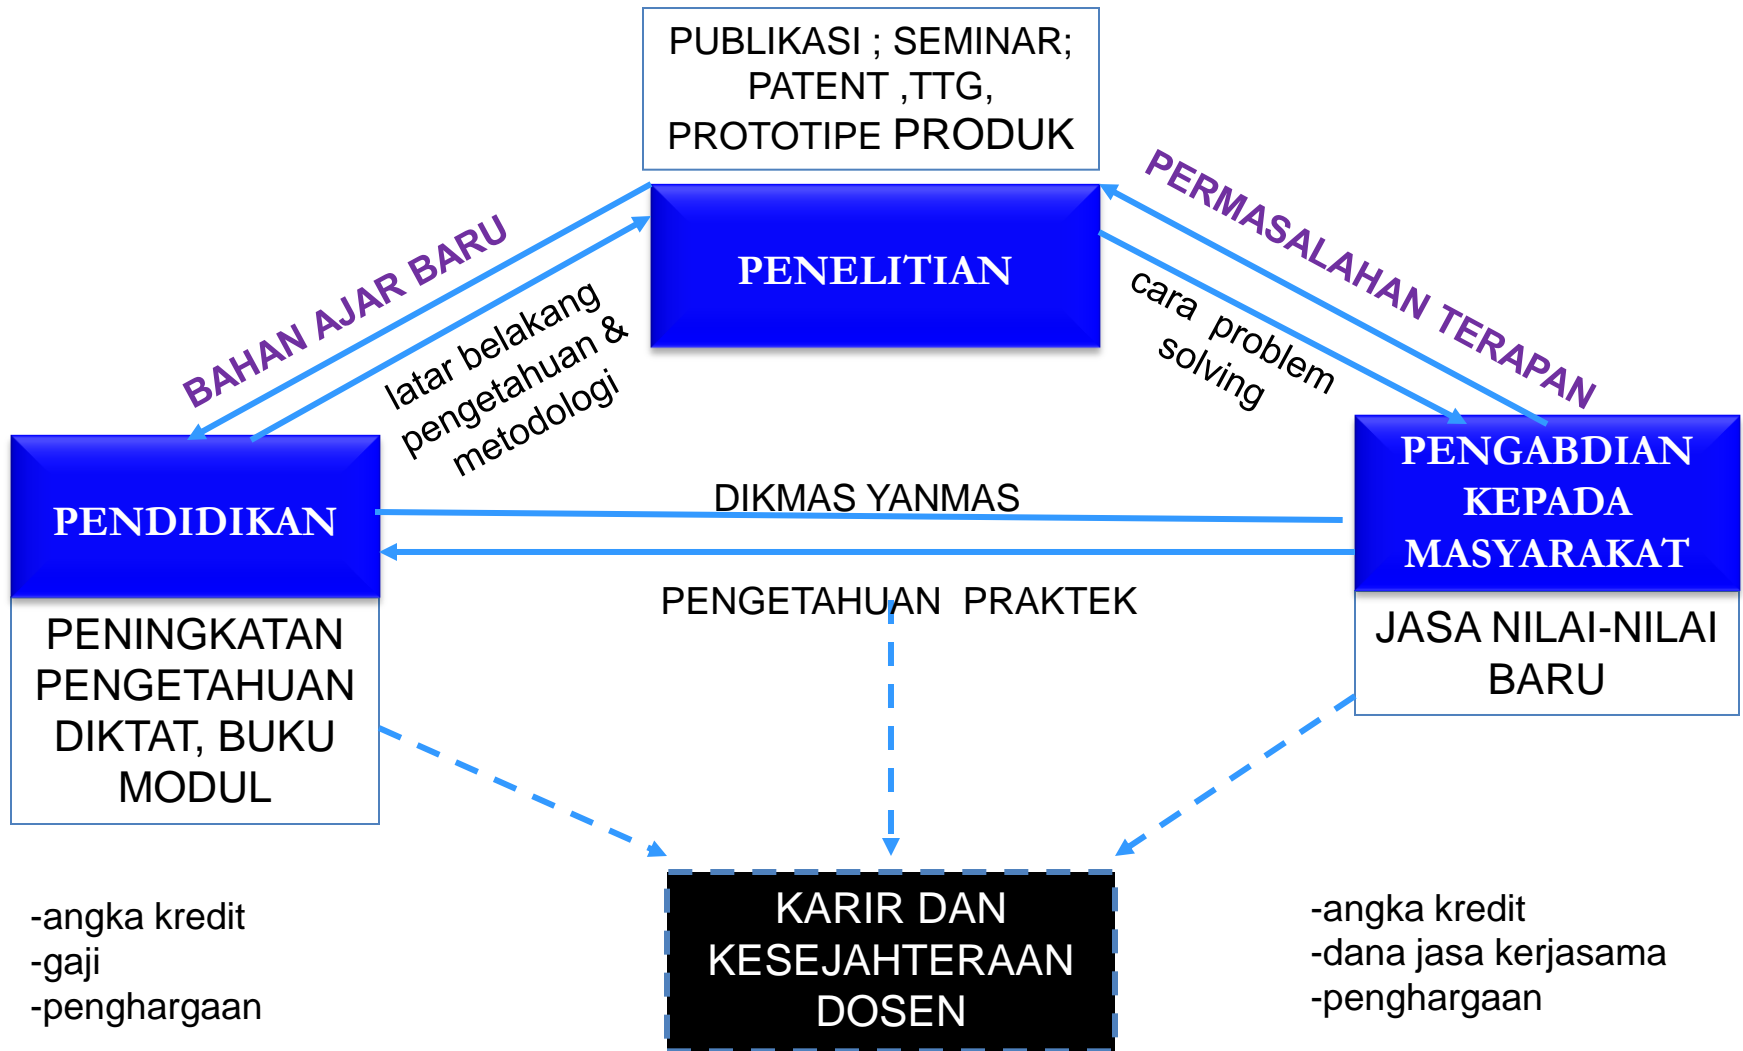 PUBLIKASI ; SEMINAR;
PATENT ,TTG,
PROTOTIPE PRODUK
PENELITIAN
BAHAN AJAR BARU
latar belakang
pengetahuan &
metodologi
PERMASALAHAN TERAPAN
cara problem
solving
PENDIDIKAN
DIKMAS YANMAS
PENGETAHUAN PRAKTEK
PENGABDIAN
KEPADA
MASYARAKAT
PENINGKATAN
PENGETAHUAN
DIKTAT, BUKU
MODUL
JASA NILAI-NILAI
BARU
-angka kredit
-gaji
-penghargaan
KARIR DAN
KESEJAHTERAAN
DOSEN
-angka kredit
-dana jasa kerjasama
-penghargaan